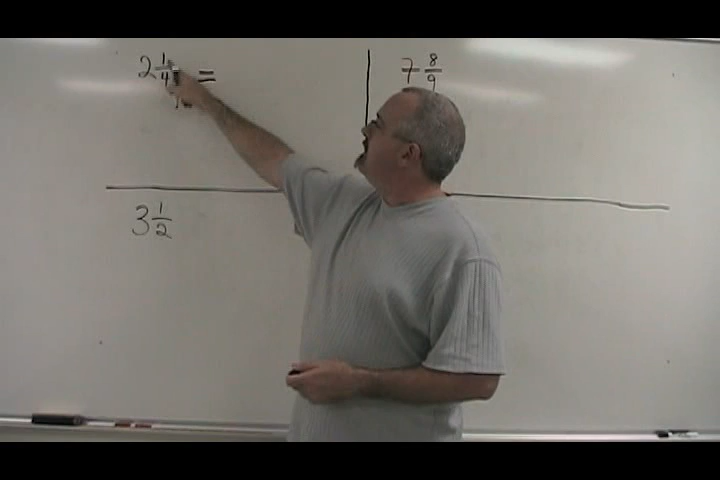 2 1/4 =
7 8/9
3 1/2